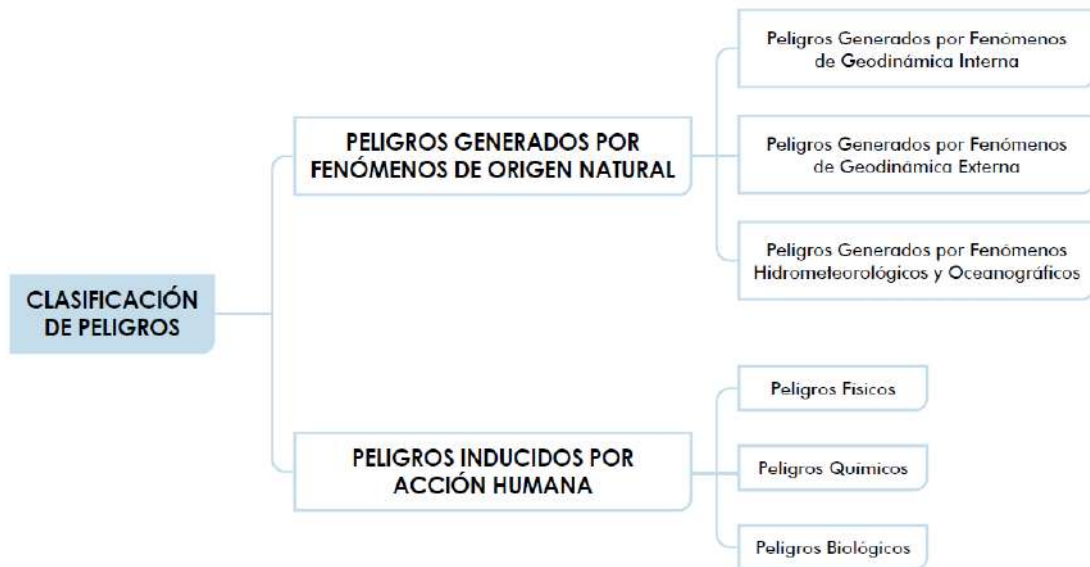 CLASIFICACIÓN
DE PELIGROS
PELIGROS GENERADOS POR
FENÓMENOS DE ORIGEN NATURAL
Peligros Generados por Fenómenos
de Geodinámica Interna
Peligros Generados por Fenómenos
de Geodinámica Externa
Peligros Generados por Fenómenos
Hidrometeorológicos y Oceanográficos
PELIGROS INDUCIDOS POR
ACCIÓN HUMANA
Peligros Físicos
Peligros Químicos
Peligros Biológicos